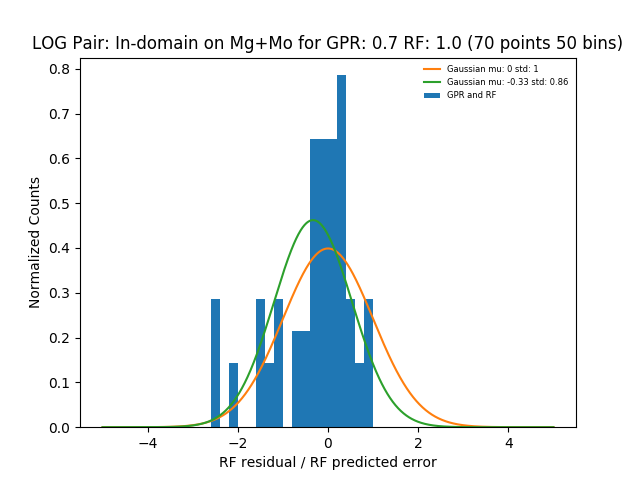 LOG Pair: In-domain on Mg+Mo for GPR: 0.7 RF: 1.0 (70 points 50 bins)
Gaussian mu: 0 std: 1
Gaussian mu: -0.33 std: 0.86
GPR and RF
Normalized Counts
0.8
0.7
0.6
0.5
0.4
0.3
0.2
0.1
0.0
−4
−2
0
2
4
RF residual / RF predicted error